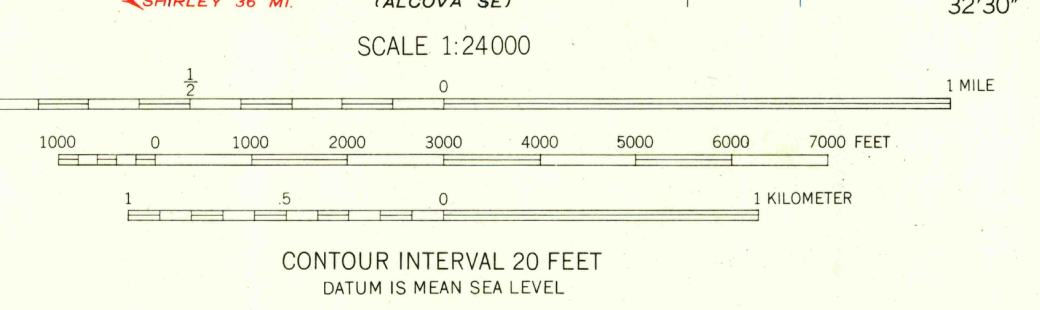 SHIRLEY 36 MI. (ALCOVA SE) 32'30"
SCALE 1:24000
1/2 0 1 MILE
1000 0 1000 2000 3000 4000 5000 6000 7000 FEET
1 .5 0 1 KILOMETER
CONTOUR INTERVAL 20 FEET
DATUM IS MEAN SEA LEVEL